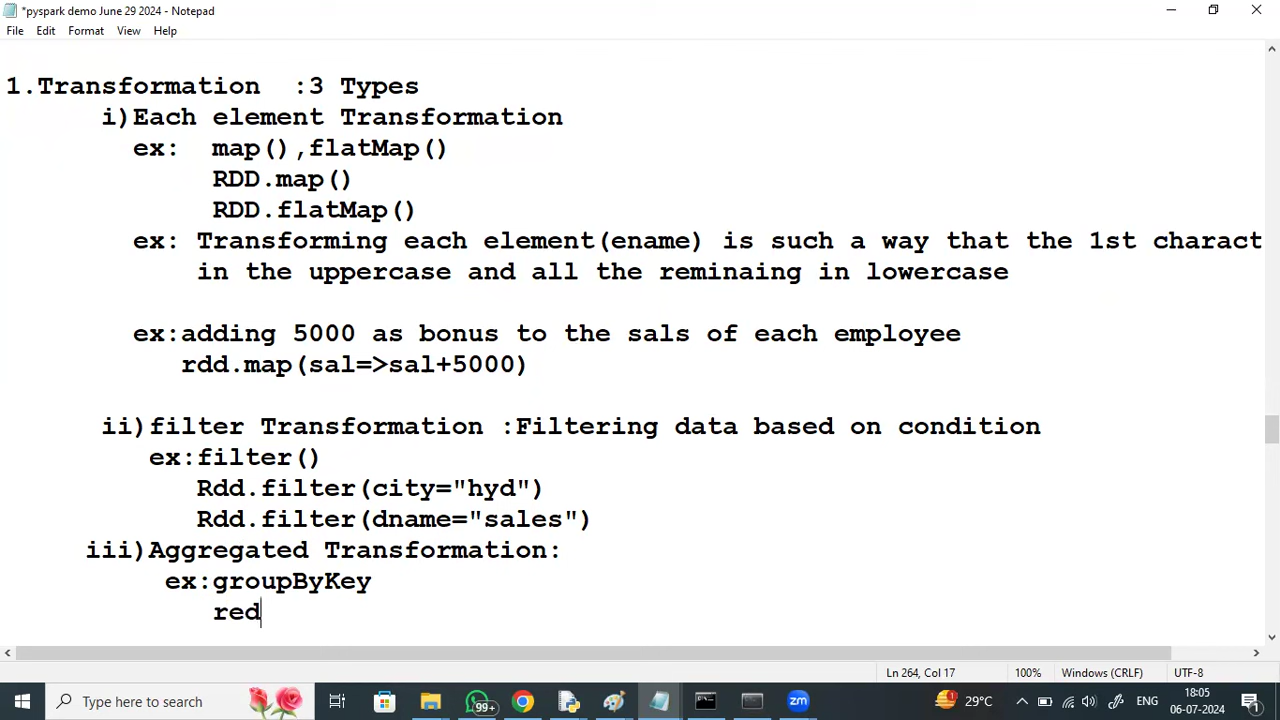 *pyspark demo June 29 2024 - Notepad
File Edit Format View Help
1.Transformation :3 Types
i)Each element Transformation
ex: map(),flatMap()
RDD.map()
RDD.flatMap()
ex: Transforming each element(ename) is such a way that the 1st charact
in the uppercase and all the reminaing in lowercase
ex:adding 5000 as bonus to the sals of each employee
rdd.map(sal=>sal+5000)
ii)filter Transformation :Filtering data based on condition
ex:filter()
Rdd.filter(city="hyd")
Rdd.filter(dname="sales")
iii)Aggregated Transformation:
ex:groupByKey
red
Ln 264, Col 17 100% Windows (CRLF) UTF-8
Type here to search 99+ zm 29°C ENG 18:05
06-07-2024 1